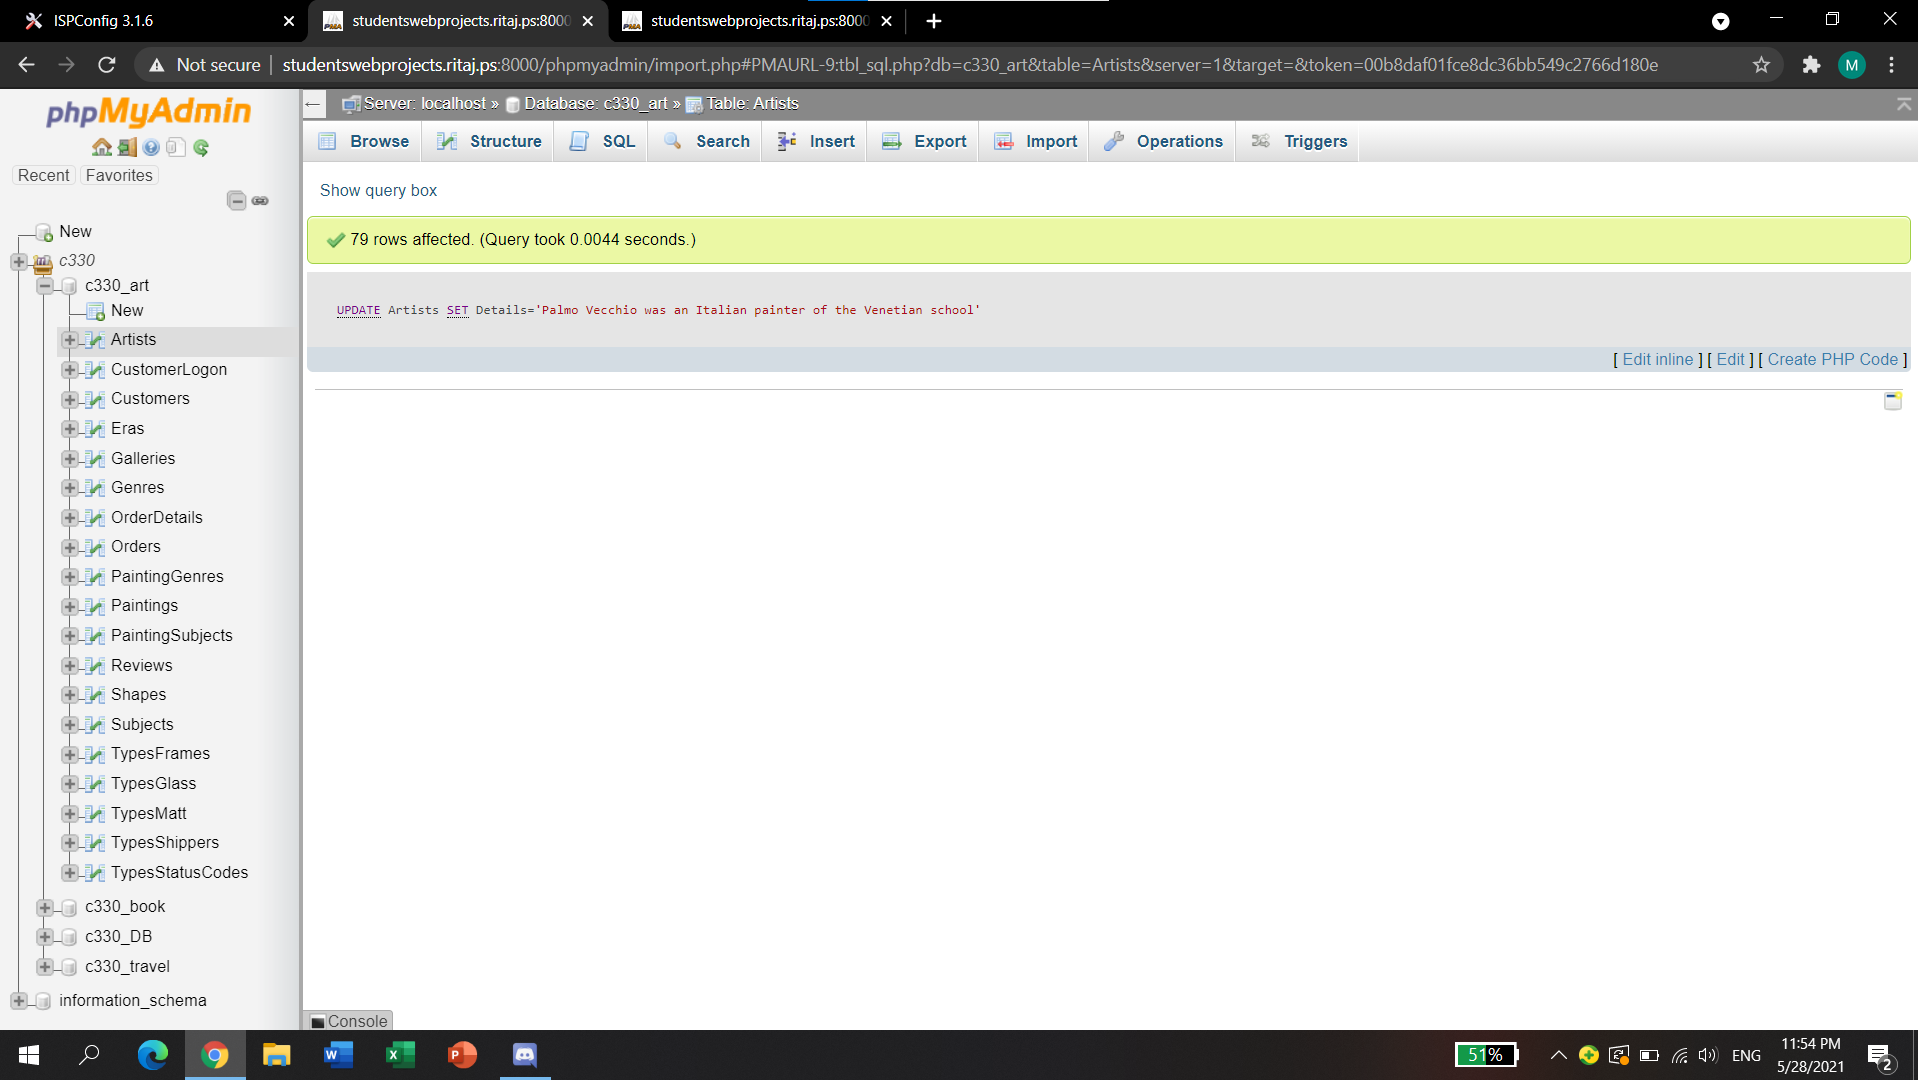 ISPConfig 3.1.6
studentswebprojects.ritaj.ps:8000
studentswebprojects.ritaj.ps:8000
Not secure
studentswebprojects.ritaj.ps:8000/phpmyadmin/import.php#PMAURL-9:tbl_sql.php?db=c330_art&table=Artists&server=1&target=&token=00b8daf01fce8dc36bb549c2766d180e
M
phpMyAdmin
Recent
Favorites
New
c330
c330_art
New
Artists
CustomerLogon
Customers
Eras
Galleries
Genres
OrderDetails
Orders
PaintingGenres
Paintings
PaintingSubjects
Reviews
Shapes
Subjects
TypesFrames
TypesGlass
TypesMatt
TypesShippers
TypesStatusCodes
c330_book
c330_DB
c330_travel
information_schema
Server: localhost » Database: c330_art » Table: Artists
Browse
Structure
SQL
Search
Insert
Export
Import
Operations
Triggers
Show query box
79 rows affected. (Query took 0.0044 seconds.)
UPDATE Artists SET Details='Palmo Vecchio was an Italian painter of the Venetian school'
[ Edit inline ] [ Edit ] [ Create PHP Code ]
Console
51%
ENG
11:54 PM
5/28/2021
2